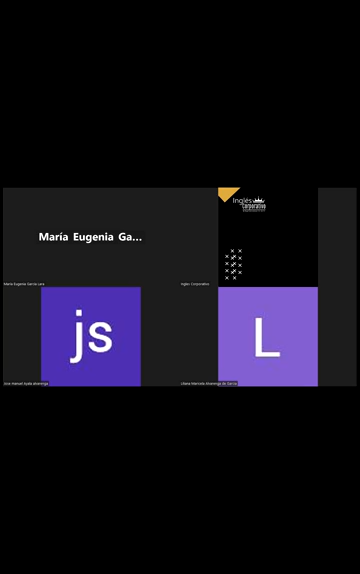 Inglés
Corporativo
María Eugenia Ga...
María Eugenia García Lara
Inglés Corporativo
js
L
Jose Manuel Ayala alvarenga
Liliana Maricela Alvarenga de García